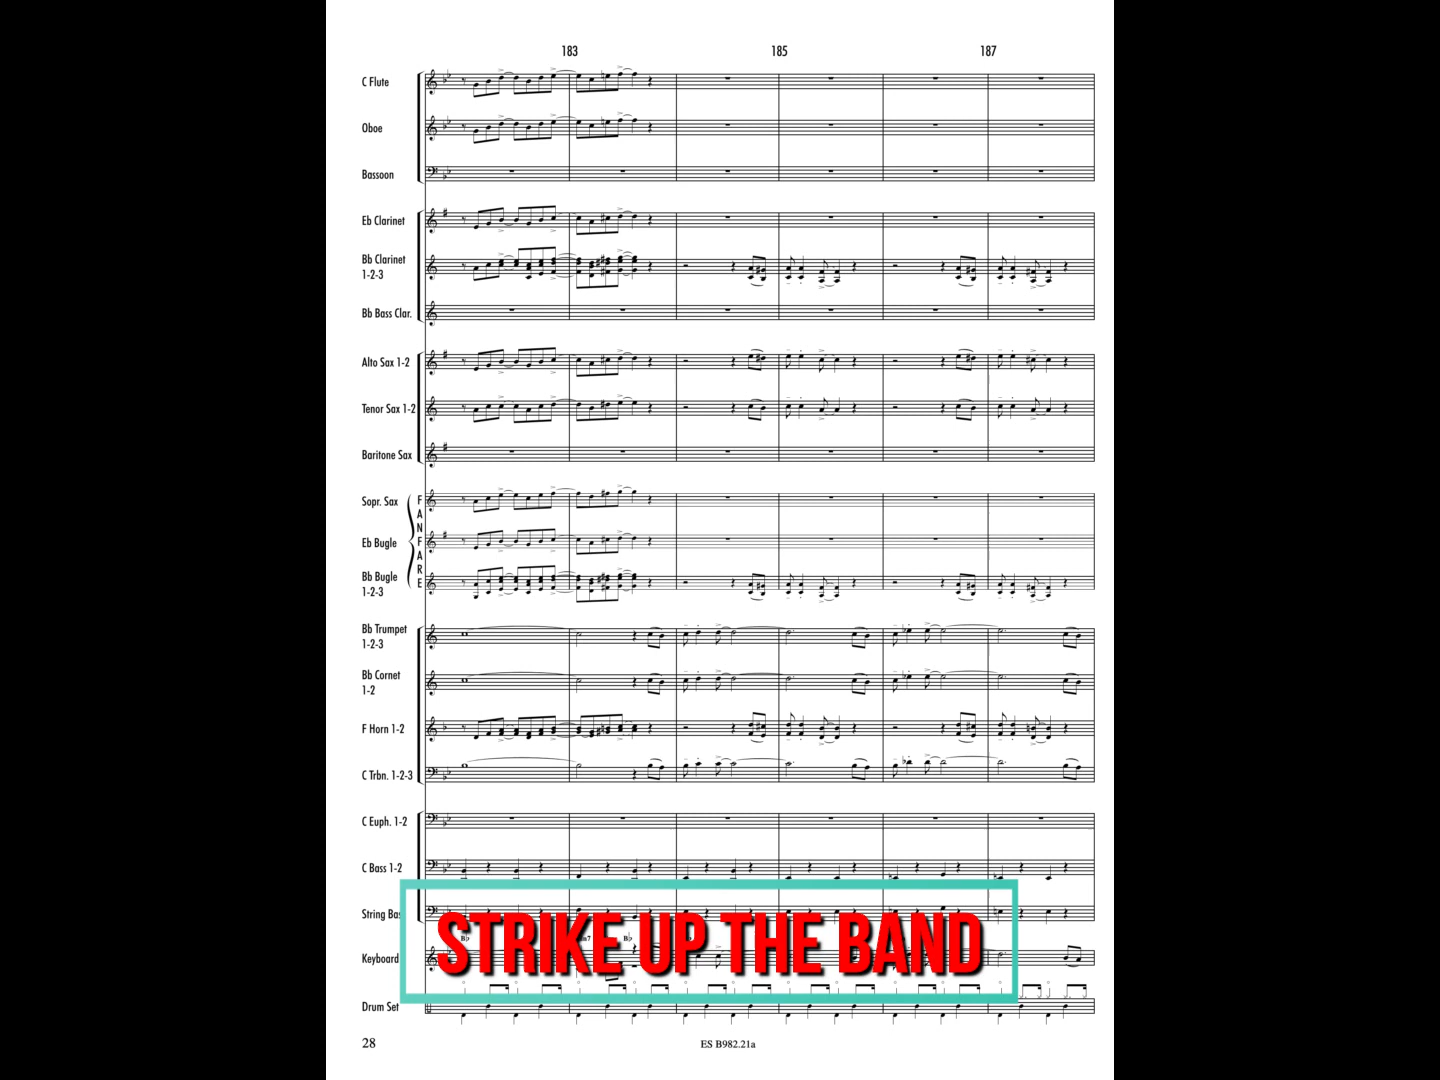 183 185 187
C Flute
Oboe
Bassoon
Eb Clarinet
Bb Clarinet
1-2-3
Bb Bass Clar.
Alto Sax 1-2
Tenor Sax 1-2
Baritone Sax
Sopr. Sax
Eb Bugle
Bb Bugle
1-2-3
FANFARE
Bb Trumpet
1-2-3
Bb Cornet
1-2
F Horn 1-2
C Trbn. 1-2-3
C Euph. 1-2
C Bass 1-2
String Bas
STRIKE UP THE BAND
Keyboard
Drum Set
28
ES B982.21a